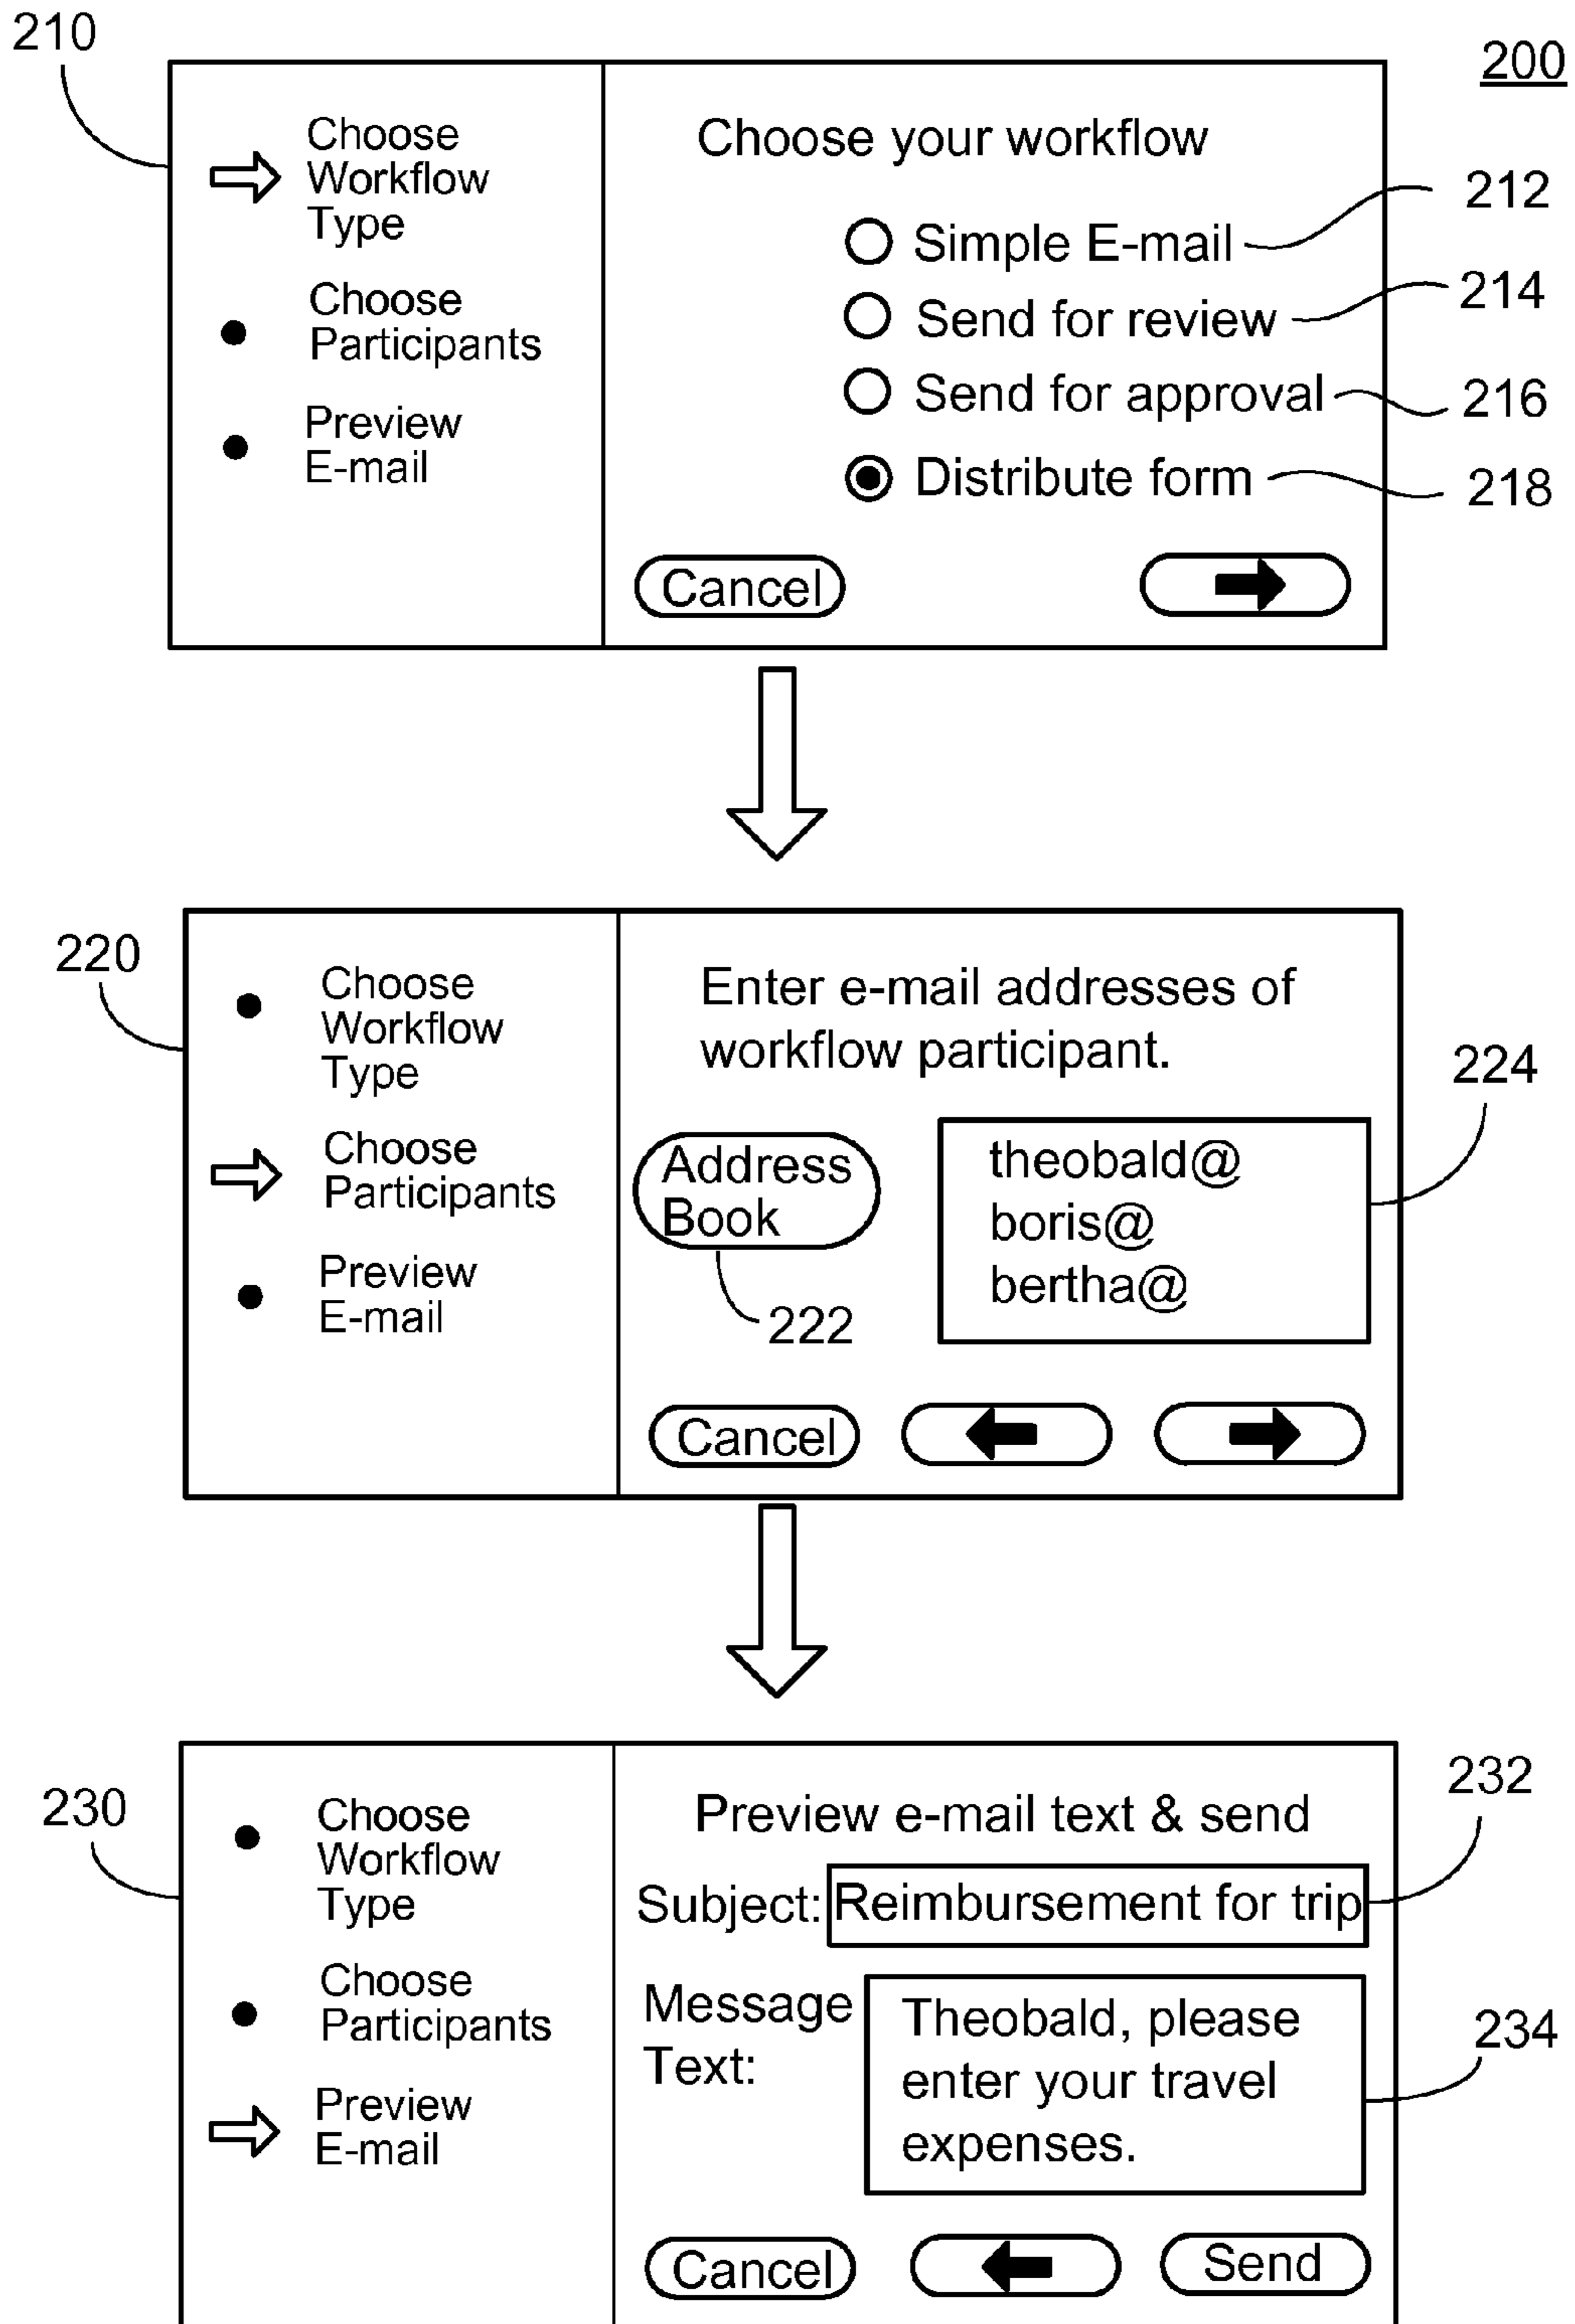 210
200
Choose
Workflow
Type
Choose
Participants
Preview
E-mail
Choose your workflow
Simple E-mail
212
Send for review
214
Send for approval
216
Distribute form
218
Cancel
220
Choose
Workflow
Type
Choose
Participants
Preview
E-mail
Enter e-mail addresses of
workflow participant.
224
Address
Book
222
theobald@
boris@
bertha@
Cancel
230
Choose
Workflow
Type
Choose
Participants
Preview
E-mail
Preview e-mail text & send
232
Subject: Reimbursement for trip
Message
Text:
Theobald, please
enter your travel
expenses.
234
Cancel
Send